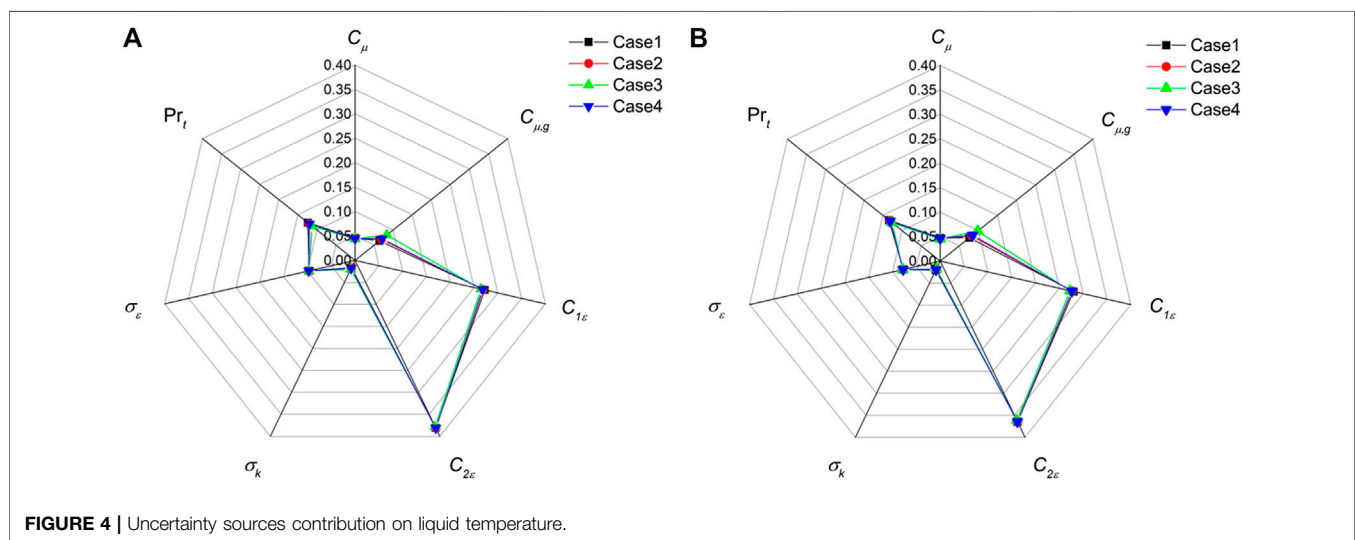 A
C_μ
Case1
Case2
Case3
Case4
0.40
0.35
0.30
0.25
0.20
0.15
0.10
0.05
0.00
Pr_t
C_μ,g
σ_ε
C_1ε
σ_k
C_2ε
B
C_μ
Case1
Case2
Case3
Case4
0.40
0.35
0.30
0.25
0.20
0.15
0.10
0.05
0.00
Pr_t
C_μ,g
σ_ε
C_1ε
σ_k
C_2ε
FIGURE 4 | Uncertainty sources contribution on liquid temperature.